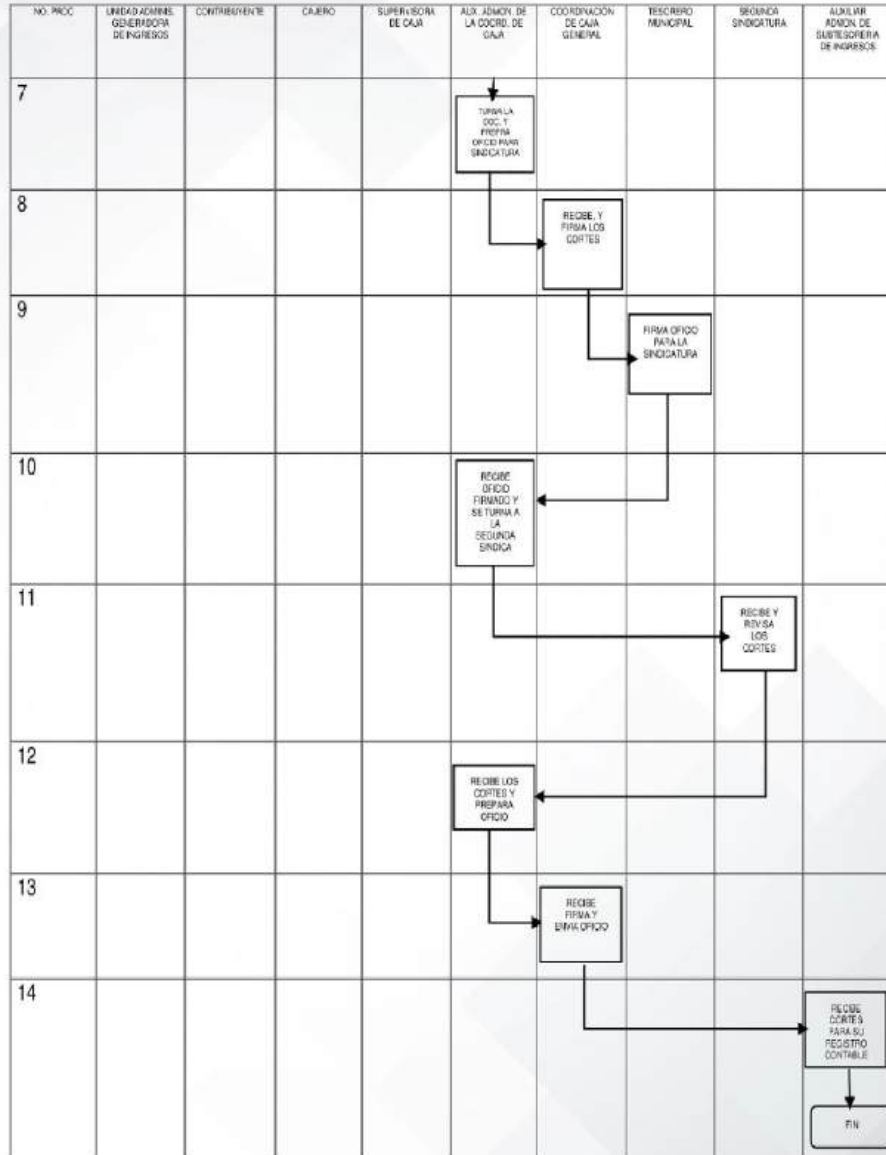 NO. PROC
UNIDAD ADMINIS.
GENERADORA
DE INGRESOS
CONTRIBUYENTE
CAJERO
SUPERVISORA
DE CAJA
AUX. ADMON. DE
LA COORD. DE
CAJA
COORDINACIÓN
DE CAJA
GENERAL
TESORERO
MUNICIPAL
SEGUNDA
SINDICATURA
AUXILIAR
ADMON. DE
SUBTESORERIA
DE INGRESOS
7
TURNA LA
DOC. Y
PREPRA
OFICIO PARA
SINDICATURA
8
RECIBE, Y
FIRMA LOS
CORTES
9
FIRMA OFICIO
PARA LA
SINDICATURA
10
RECIBE
OFICIO
FIRMADO Y
SE TURNA A
LA
SEGUNDA
SINDICA
11
RECIBE Y
REVISA
LOS
CORTES
12
RECIBE LOS
CORTES Y
PREPARA
OFICIO
13
RECIBE
FIRMA Y
ENVIA OFICIO
14
RECIBE
CORTES
PARA SU
REGISTRO
CONTABLE
FIN